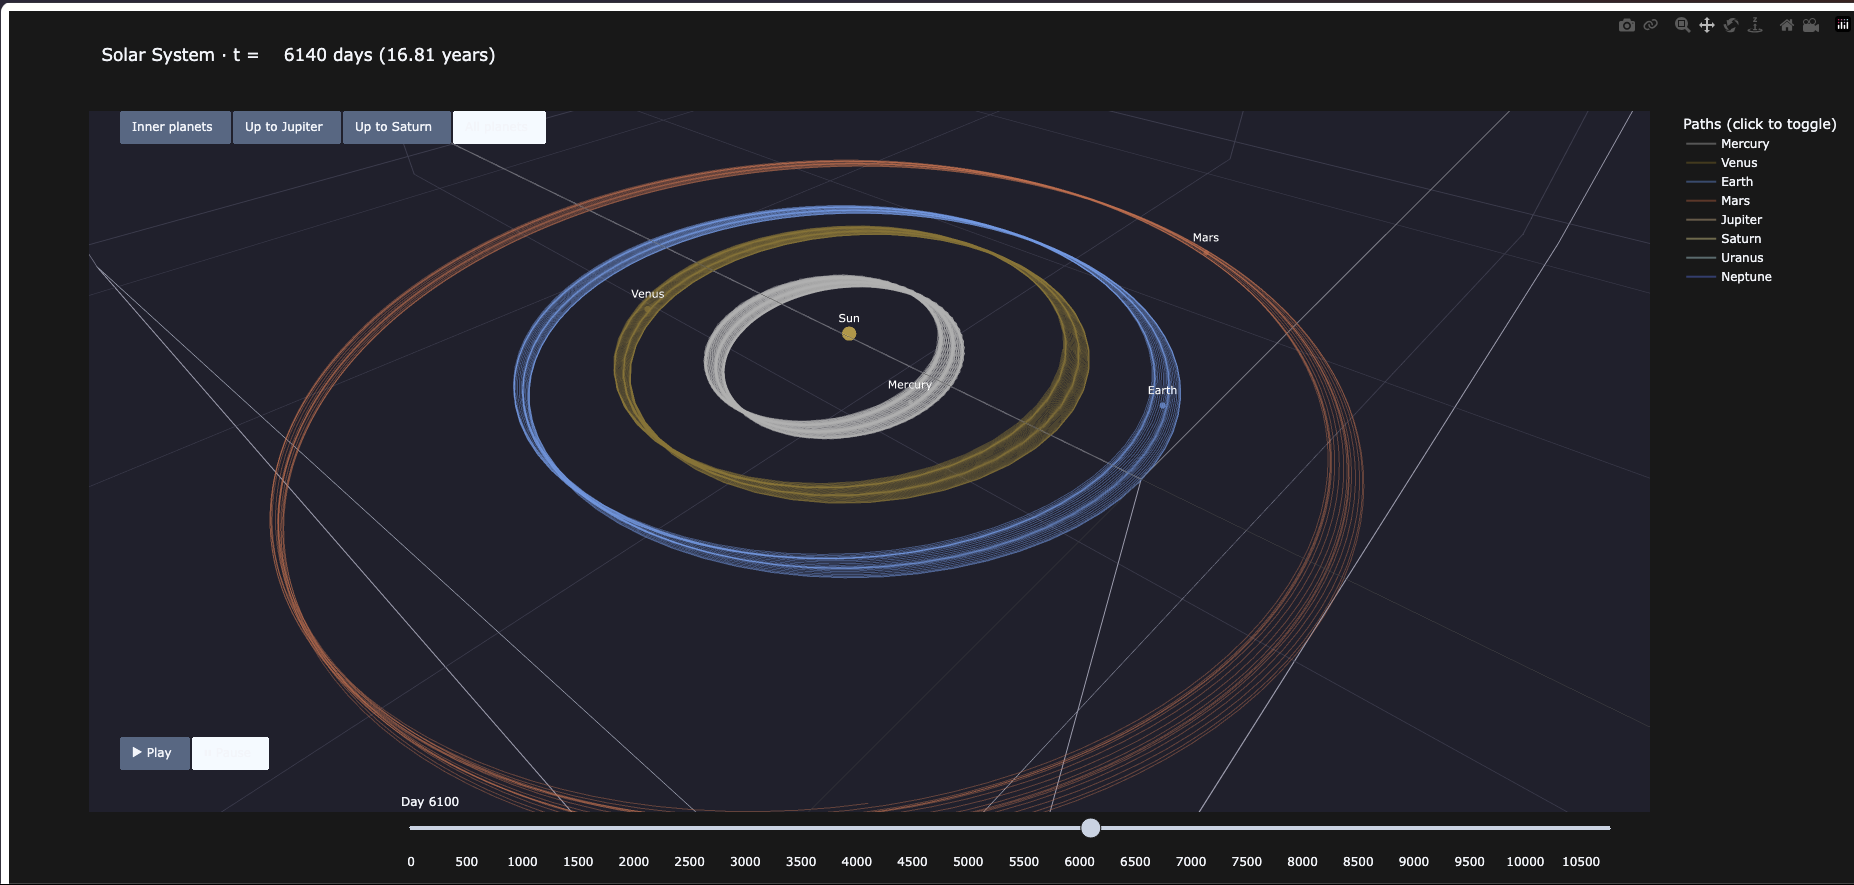 Solar System · t = 6140 days (16.81 years)
Inner planets
Up to Jupiter
Up to Saturn
Paths (click to toggle)
Mercury
Venus
Earth
Mars
Jupiter
Saturn
Uranus
Neptune
Mars
Venus
Sun
Mercury
Earth
▶ Play
Day 6100
0 500 1000 1500 2000 2500 3000 3500 4000 4500 5000 5500 6000 6500 7000 7500 8000 8500 9000 9500 10000 10500